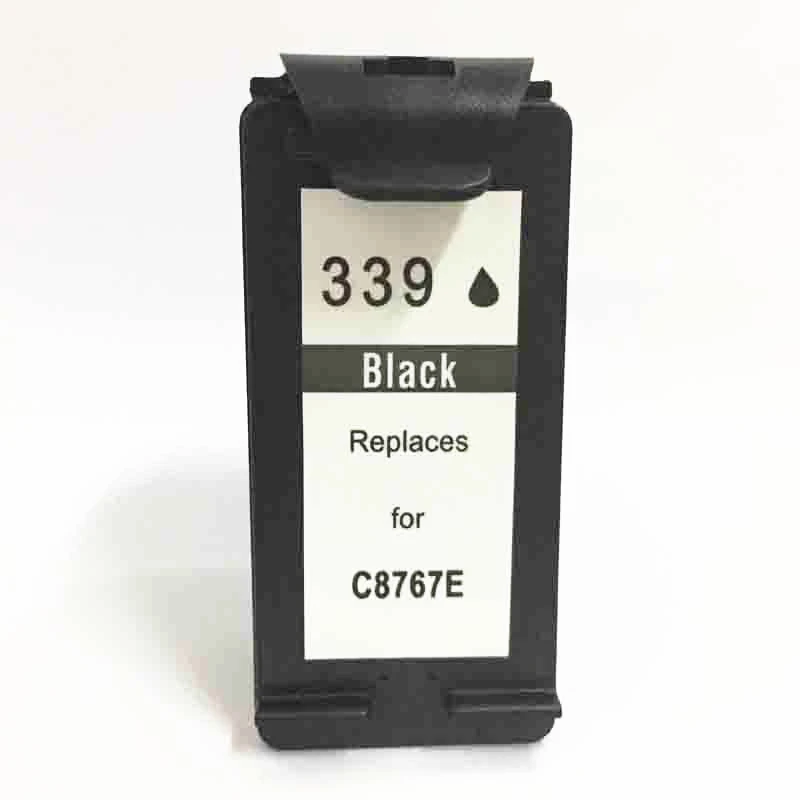 339
Black
Replaces
for
C8767E